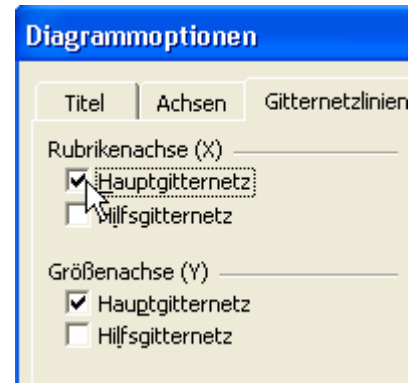 Diagrammoptionen
Titel Achsen Gitternetzlinien
Rubrikenachse (X)
Hauptgitternetz
Hilfsgitternetz
Größenachse (Y)
Hauptgitternetz
Hilfsgitternetz